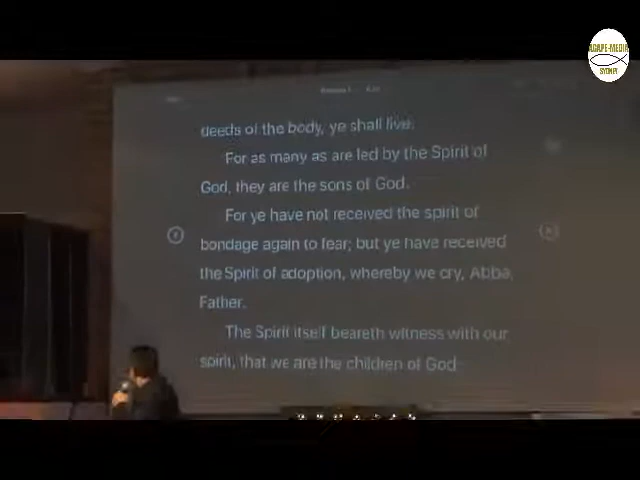 AGAPE-MEDIA
SYDNEY
deeds of the body, ye shall live.
For as many as are led by the Spirit of
God, they are the sons of God.
For ye have not received the spirit of
bondage again to fear; but ye have received
the Spirit of adoption, whereby we cry, Abba,
Father.
The Spirit itself beareth witness with our
spirit, that we are the children of God